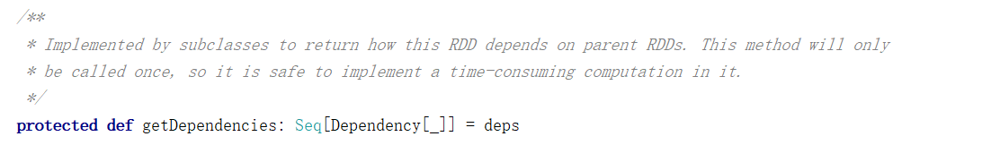 /**
* Implemented by subclasses to return how this RDD depends on parent RDDs. This method will only
* be called once, so it is safe to implement a time-consuming computation in it.
*/
protected def getDependencies: Seq[Dependency[_]] = deps